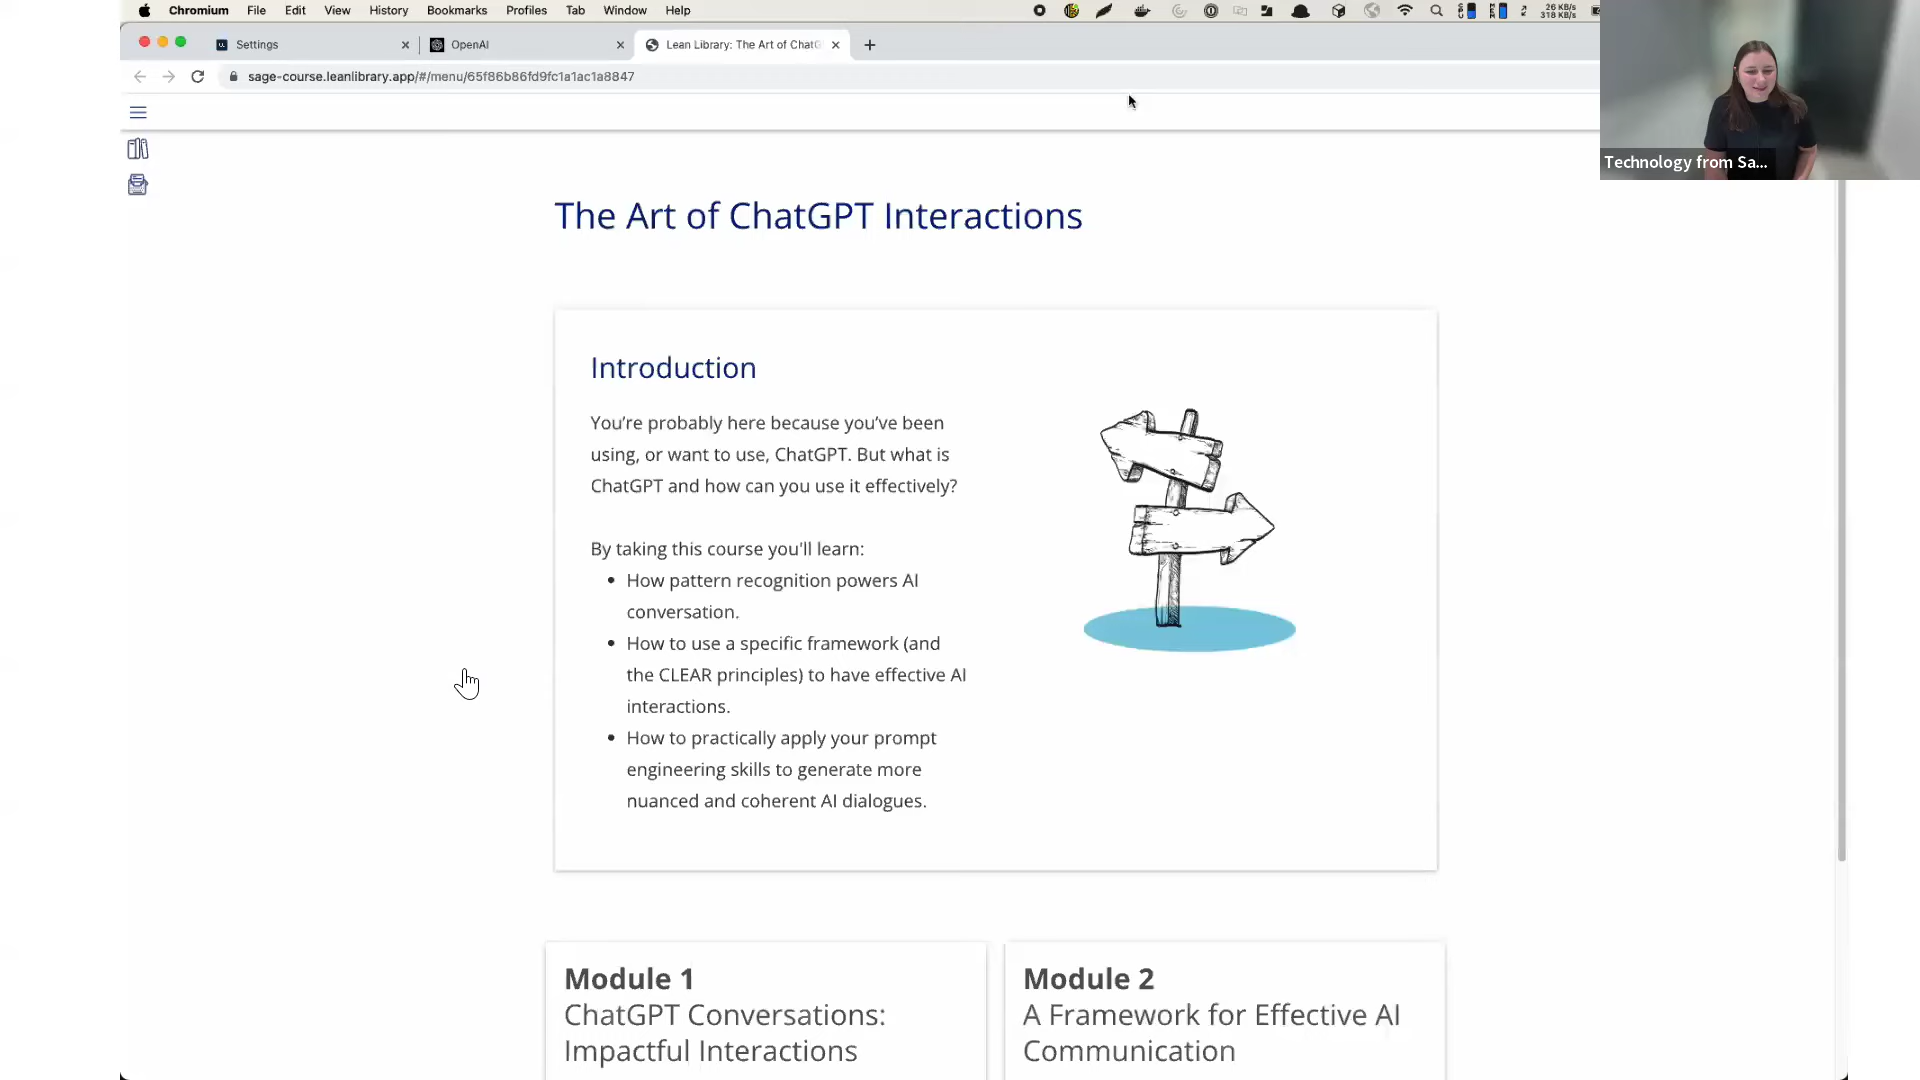 Chromium File Edit View History Bookmarks Profiles Tab Window Help
26 KB/s
318 KB/s
Settings
OpenAI
Lean Library: The Art of ChatG
sage-course.leanlibrary.app/#/menu/65f86b86fd9fc1a1ac1a8847
Technology from Sa...
The Art of ChatGPT Interactions
Introduction
You’re probably here because you’ve been
using, or want to use, ChatGPT. But what is
ChatGPT and how can you use it effectively?
By taking this course you'll learn:
• How pattern recognition powers AI
conversation.
• How to use a specific framework (and
the CLEAR principles) to have effective AI
interactions.
• How to practically apply your prompt
engineering skills to generate more
nuanced and coherent AI dialogues.
Module 1
ChatGPT Conversations:
Impactful Interactions
Module 2
A Framework for Effective AI
Communication